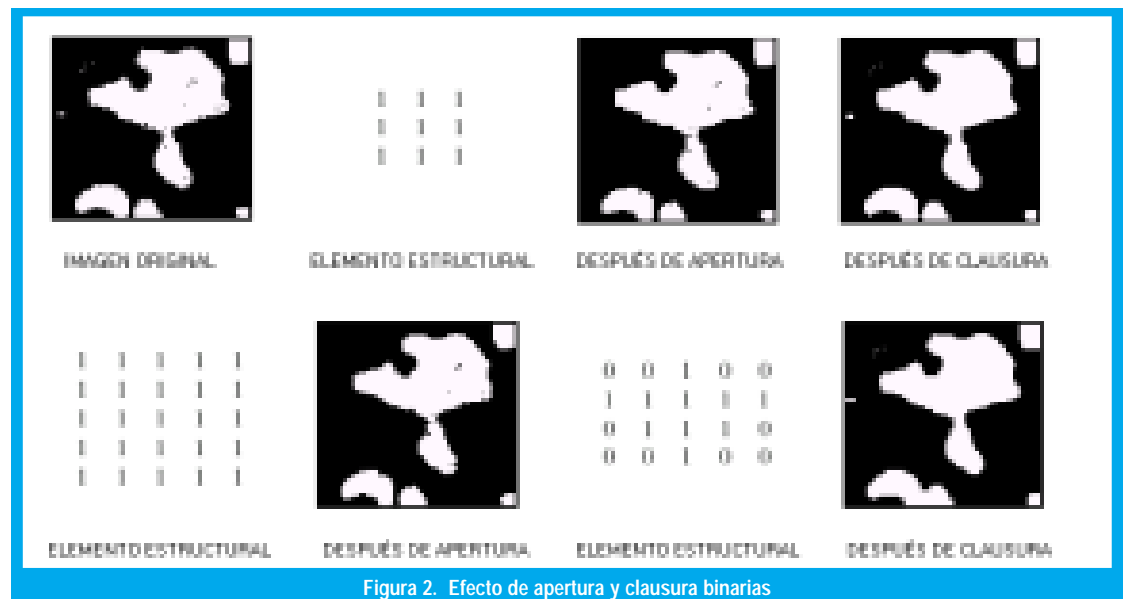 1 1 1
1 1 1
1 1 1
IMAGEN ORIGINAL
ELEMENTO ESTRUCTURAL
DESPUÉS DE APERTURA
DESPUÉS DE CLAUSURA
1 1 1 1 1
1 1 1 1 1
1 1 1 1 1
1 1 1 1 1
1 1 1 1 1
0 0 1 0 0
1 1 1 1 1
0 1 1 1 0
0 0 1 0 0
ELEMENTO ESTRUCTURAL
DESPUÉS DE APERTURA
ELEMENTO ESTRUCTURAL
DESPUÉS DE CLAUSURA
Figura 2. Efecto de apertura y clausura binarias